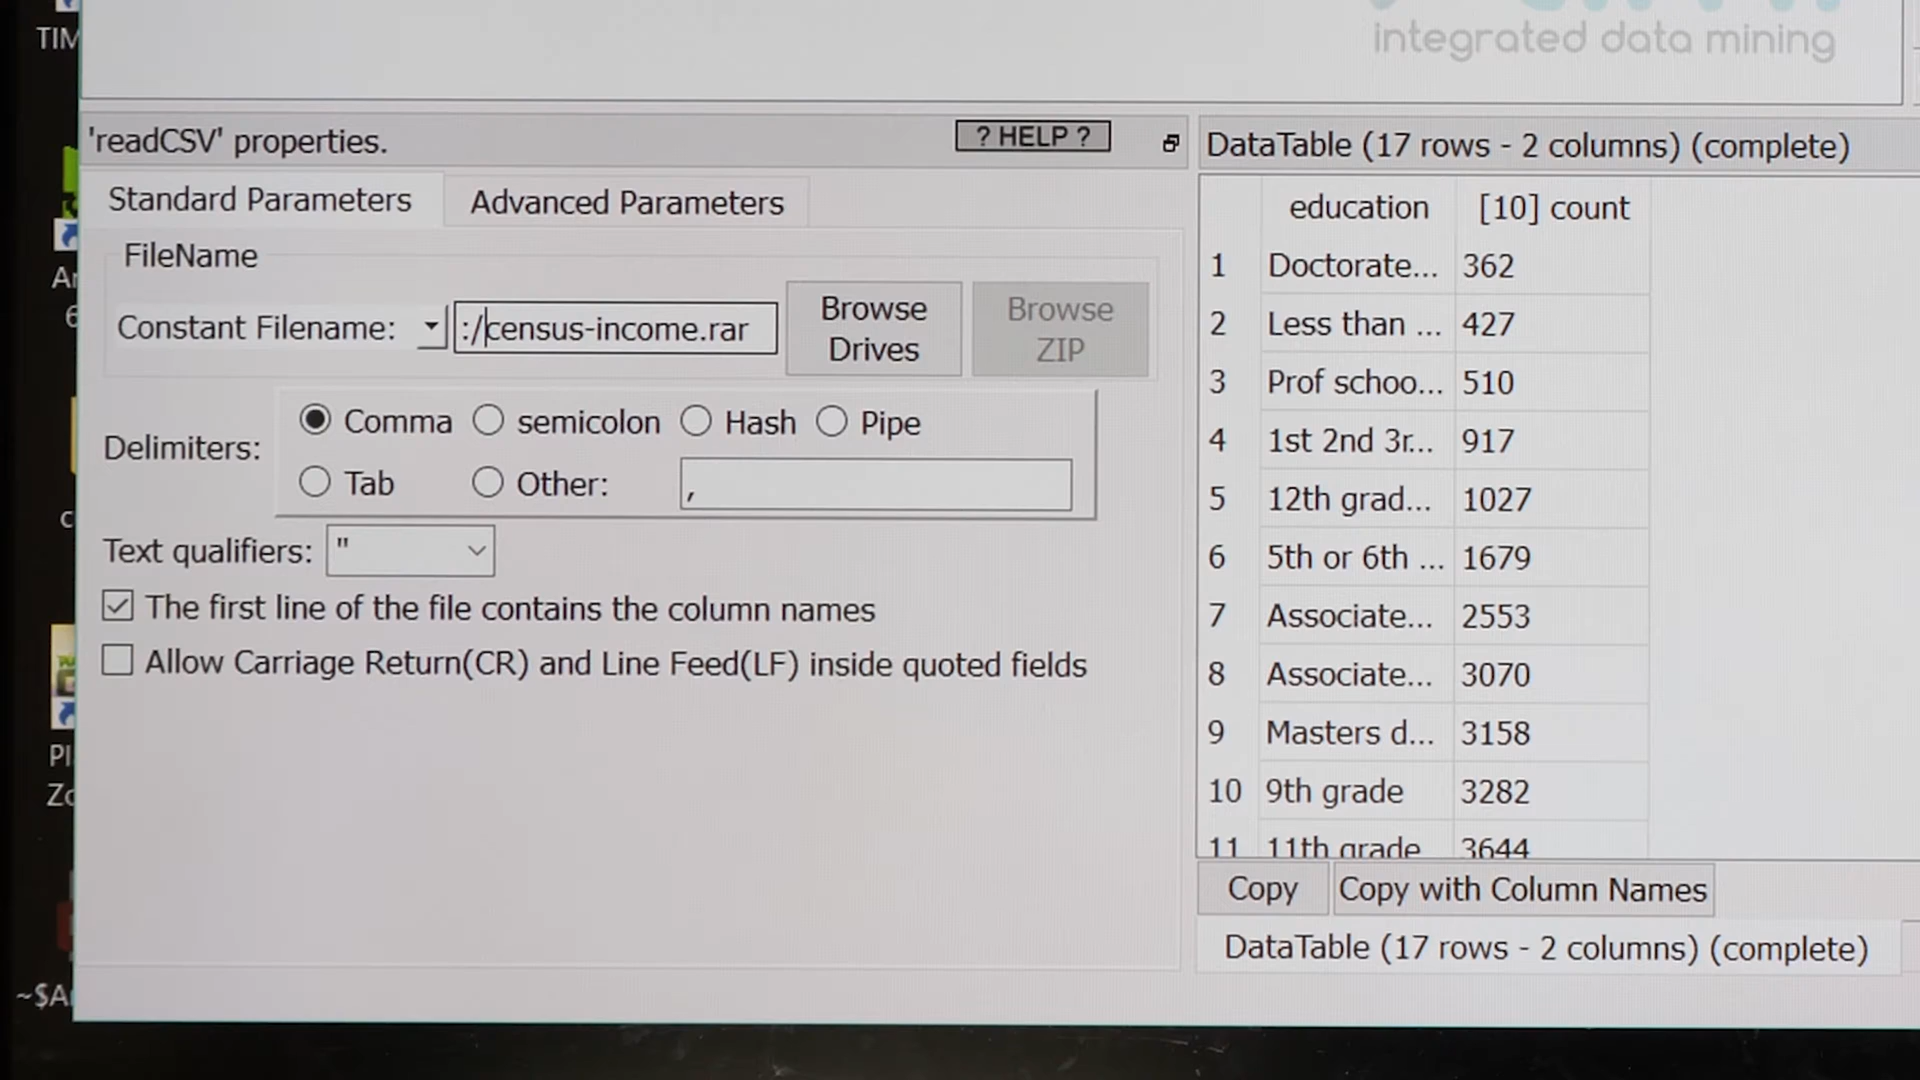 TIM
integrated data mining
'readCSV' properties.
? HELP ?
DataTable (17 rows - 2 columns) (complete)
Standard Parameters
Advanced Parameters
FileName
Constant Filename:
:/census-income.rar
Browse
Drives
Browse
ZIP
Delimiters:
Comma
semicolon
Hash
Pipe
Tab
Other:
,
Text qualifiers:
"
The first line of the file contains the column names
Allow Carriage Return(CR) and Line Feed(LF) inside quoted fields
education [10] count
1 Doctorate... 362
2 Less than ... 427
3 Prof schoo... 510
4 1st 2nd 3r... 917
5 12th grad... 1027
6 5th or 6th ... 1679
7 Associate... 2553
8 Associate... 3070
9 Masters d... 3158
10 9th grade 3282
11 11th grade 3644
Copy
Copy with Column Names
DataTable (17 rows - 2 columns) (complete)
~$A